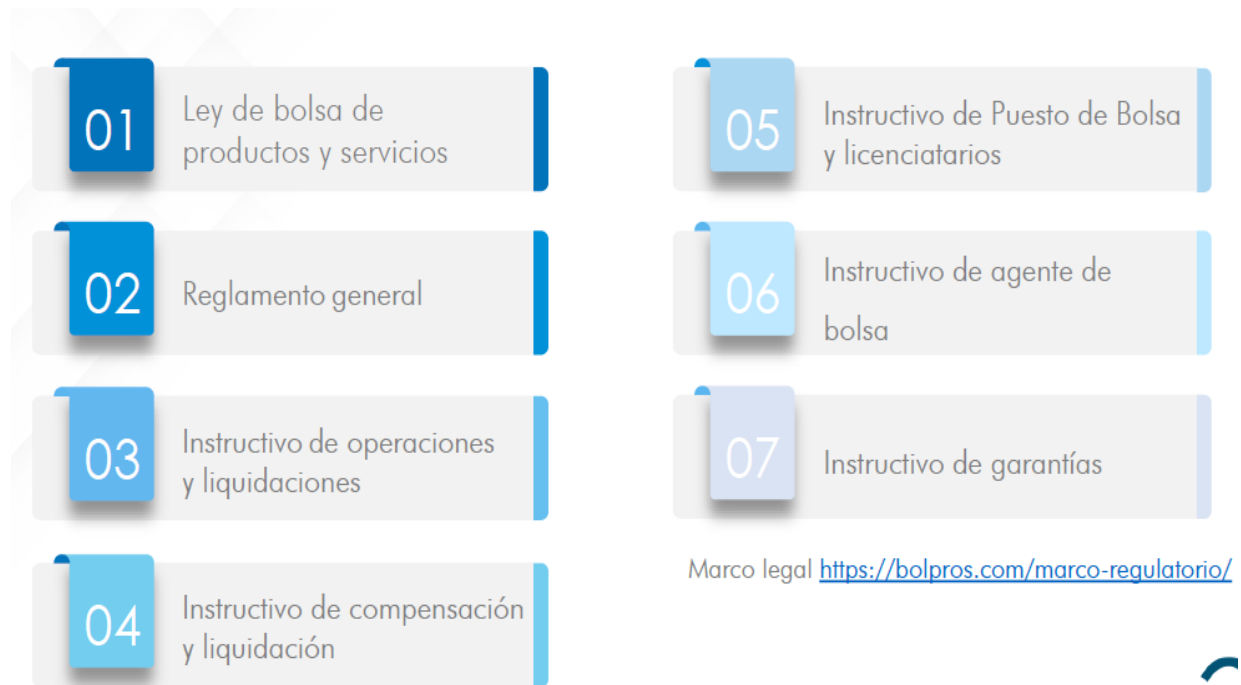 01
Ley de bolsa de
productos y servicios
02
Reglamento general
03
Instructivo de operaciones
y liquidaciones
04
Instructivo de compensación
y liquidación
05
Instructivo de Puesto de Bolsa
y licenciatarios
06
Instructivo de agente de
bolsa
07
Instructivo de garantías
Marco legal https://bolpros.com/marco-regulatorio/